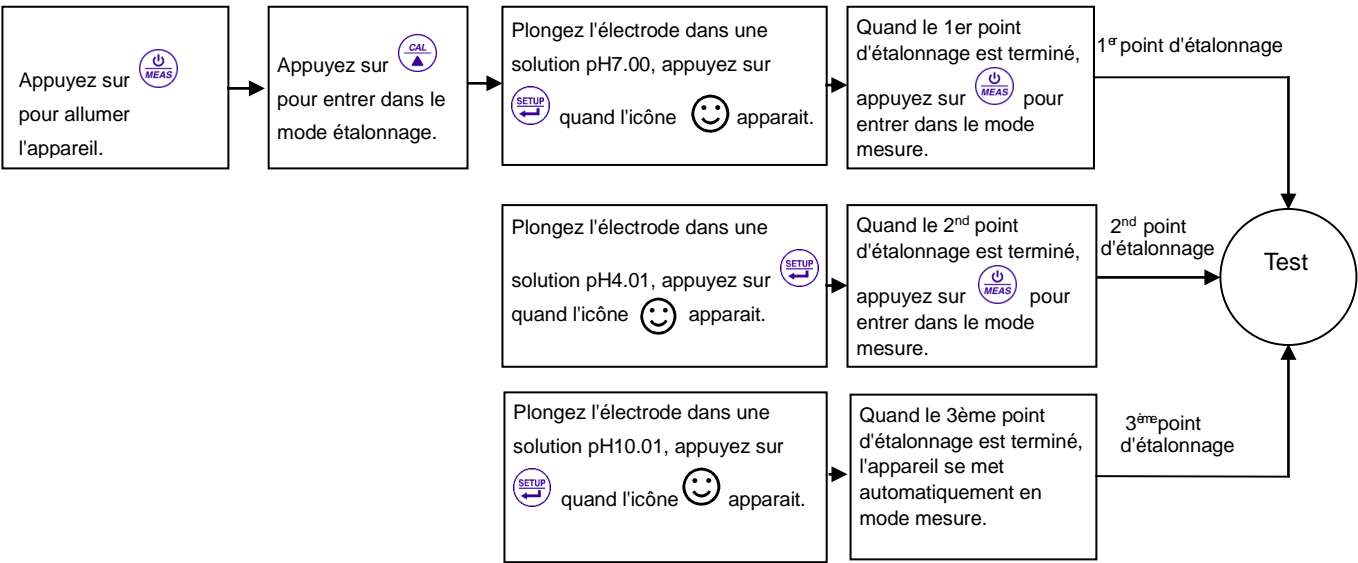 Appuyez sur MEAS
pour allumer
l'appareil.
Appuyez sur CAL
pour entrer dans le
mode étalonnage.
Plongez l'électrode dans une
solution pH7.00, appuyez sur
SETUP quand l'icône apparait.
Quand le 1er point
d'étalonnage est terminé,
appuyez sur MEAS pour
entrer dans le mode
mesure.
1er point d'étalonnage
Plongez l'électrode dans une
solution pH4.01, appuyez sur SETUP
quand l'icône apparait.
Quand le 2nd point
d'étalonnage est terminé,
appuyez sur MEAS pour
entrer dans le mode
mesure.
2nd point
d'étalonnage
Test
Plongez l'électrode dans une
solution pH10.01, appuyez sur
SETUP quand l'icône apparait.
Quand le 3ème point
d'étalonnage est terminé,
l'appareil se met
automatiquement en
mode mesure.
3ème point
d'étalonnage